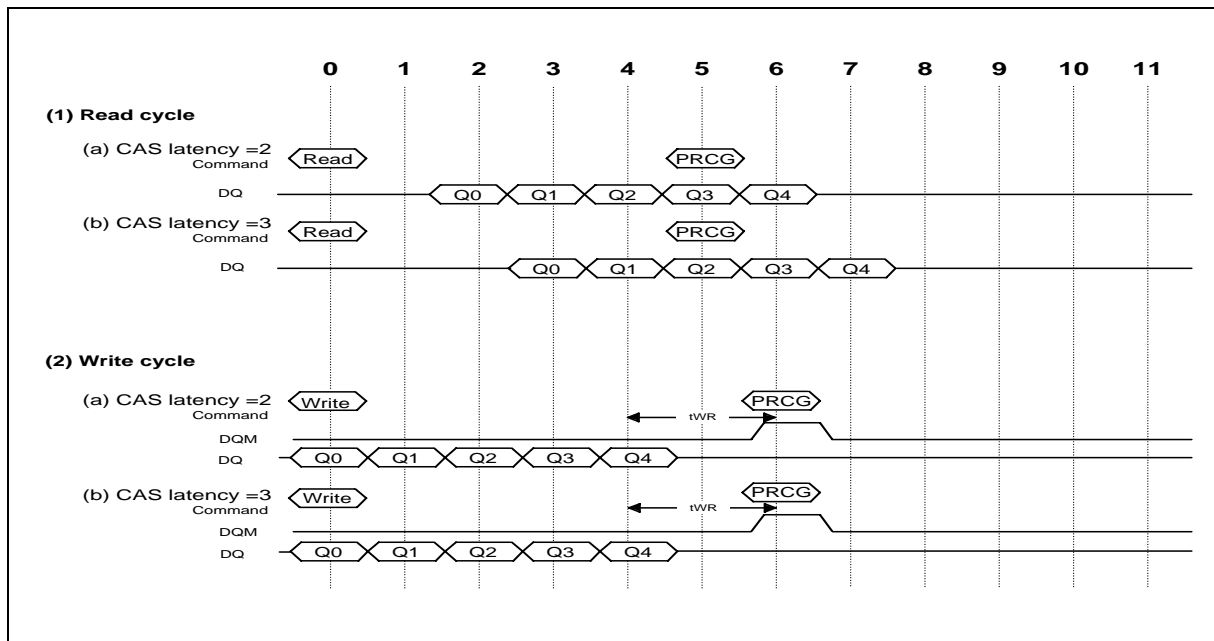 0 1 2 3 4 5 6 7 8 9 10 11
(1) Read cycle
(a) CAS latency =2
Command
Read PRCG
DQ
Q0 Q1 Q2 Q3 Q4
(b) CAS latency =3
Command
Read PRCG
DQ
Q0 Q1 Q2 Q3 Q4
(2) Write cycle
(a) CAS latency =2
Command
Write PRCG
tWR
DQM
DQ
Q0 Q1 Q2 Q3 Q4
(b) CAS latency =3
Command
Write PRCG
tWR
DQM
DQ
Q0 Q1 Q2 Q3 Q4